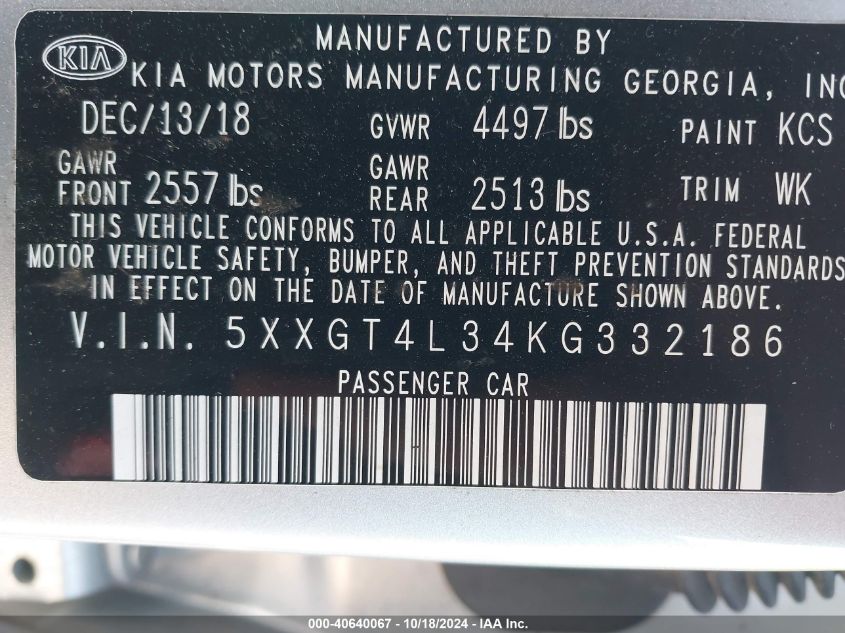 MANUFACTURED BY
KIA KIA MOTORS MANUFACTURING GEORGIA, INC
DEC/13/18 GVWR 4497 lbs PAINT KCS
GAWR FRONT 2557 lbs GAWR REAR 2513 lbs TRIM WK
THIS VEHICLE CONFORMS TO ALL APPLICABLE U.S.A. FEDERAL
MOTOR VEHICLE SAFETY, BUMPER, AND THEFT PREVENTION STANDARDS
IN EFFECT ON THE DATE OF MANUFACTURE SHOWN ABOVE.
V.I.N. 5XXGT4L34KG332186
PASSENGER CAR
000-40640067 - 10/18/2024 - IAA Inc.